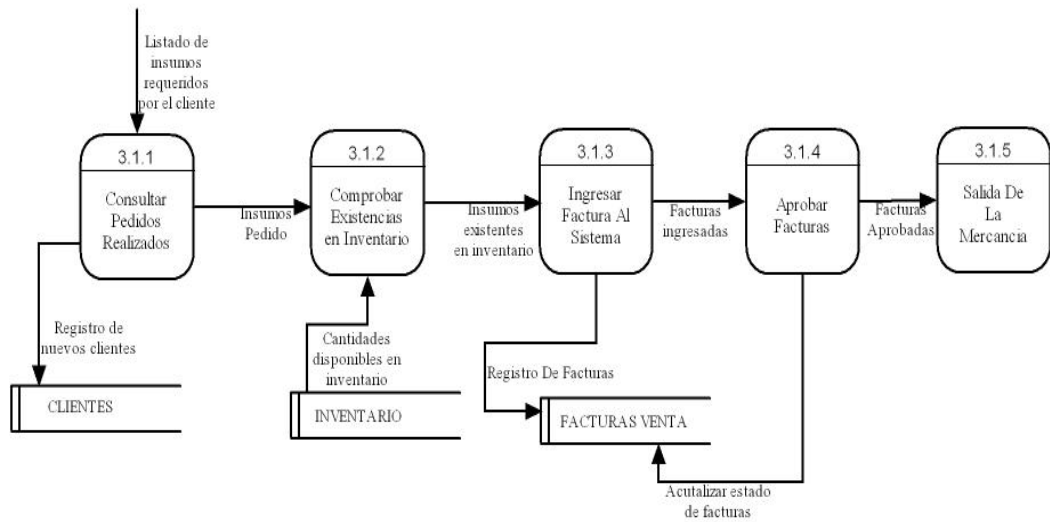 Listado de
insumos
requeridos
por el cliente
3.1.1
Consultar
Pedidos
Realizados
Insumos
Pedido
3.1.2
Comprobar
Existencias
en Inventario
Insumos
existentes
en inventario
3.1.3
Ingresar
Factura Al
Sistema
Facturas
ingresadas
3.1.4
Aprobar
Facturas
Facturas
Aprobadas
3.1.5
Salida De
La
Mercancia
Registro de
nuevos clientes
CLIENTES
Cantidades
disponibles en
inventario
INVENTARIO
Registro De Facturas
FACTURAS VENTA
Acutalizar estado
de facturas